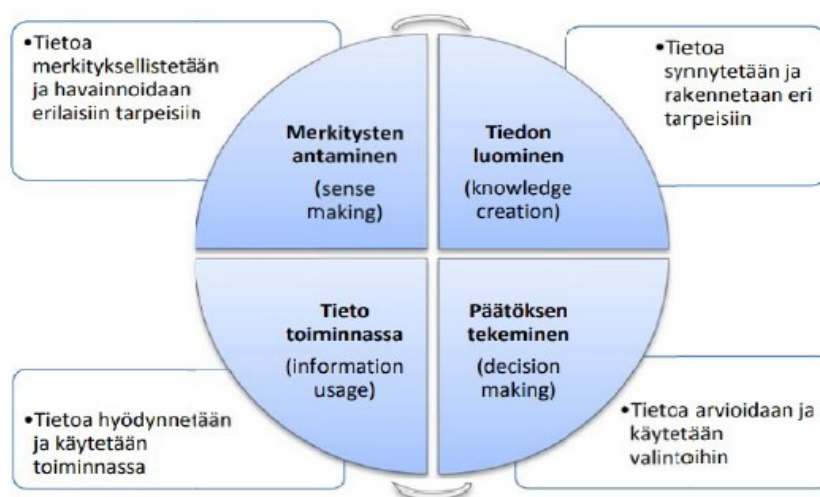 •Tietoa
merkityksellistetään
ja havainnoidaan
erilaisiin tarpeisiin
•Tietoa
synnytetään ja
rakennetaan eri
tarpeisiin
Merkitysten
antaminen
(sense
making)
Tiedon
luominen
(knowledge
creation)
Tieto
toiminnassa
(information
usage)
Päätöksen
tekeminen
(decision
making)
•Tietoa hyödynnetään
ja käytetään
toiminnassa
•Tietoa arvioidaan ja
käytetään
valintoihin